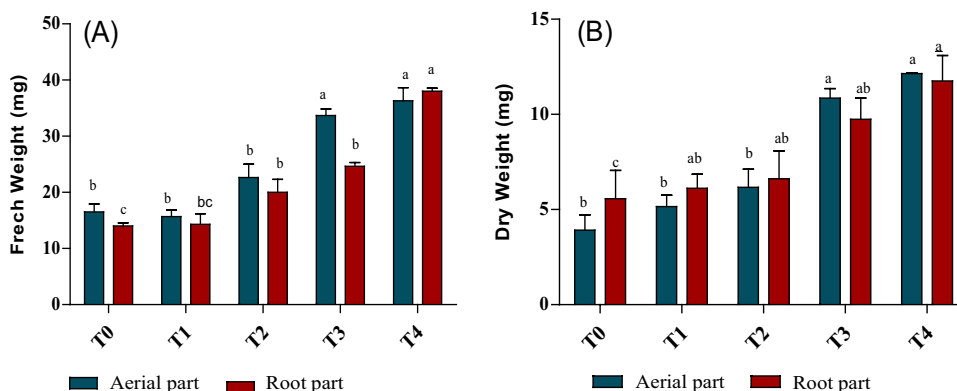 (A)
Frech Weight (mg)
50
40
30
20
10
0
b
c
b
bc
b
b
a
b
a
a
T0
T1
T2
T3
T4
Aerial part
Root part
(B)
Dry Weight (mg)
15
10
5
0
b
c
b
ab
b
ab
a
ab
a
a
T0
T1
T2
T3
T4
Aerial part
Root part